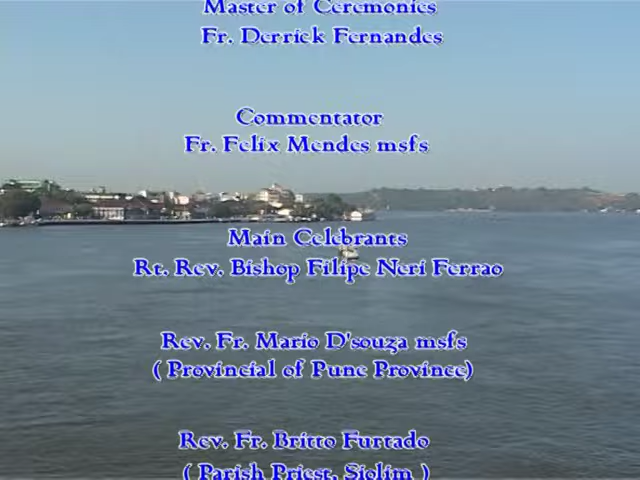 Master of Ceremonies
Fr. Derrick Fernandes
Commentator
Fr. Felix Mendes msfs
Main Celebrants
Rt. Rev. Bishop Filipe Neri Ferrao
Rev. Fr. Mario D'souza msfs
( Provincial of Pune Province)
Rev. Fr. Britto Furtado
( Parish Priest, Siolim )